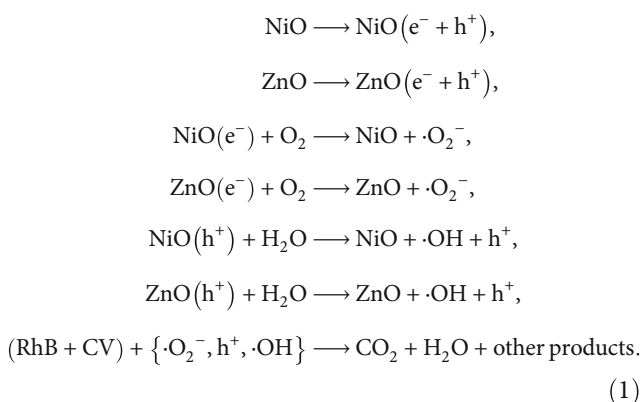 NiO ⟶ NiO(e⁻ + h⁺),
ZnO ⟶ ZnO(e⁻ + h⁺),
NiO(e⁻) + O₂ ⟶ NiO + ·O₂⁻,
ZnO(e⁻) + O₂ ⟶ ZnO + ·O₂⁻,
NiO(h⁺) + H₂O ⟶ NiO + ·OH + h⁺,
ZnO(h⁺) + H₂O ⟶ ZnO + ·OH + h⁺,
(RhB + CV) + {·O₂⁻, h⁺, ·OH} ⟶ CO₂ + H₂O + other products.
(1)